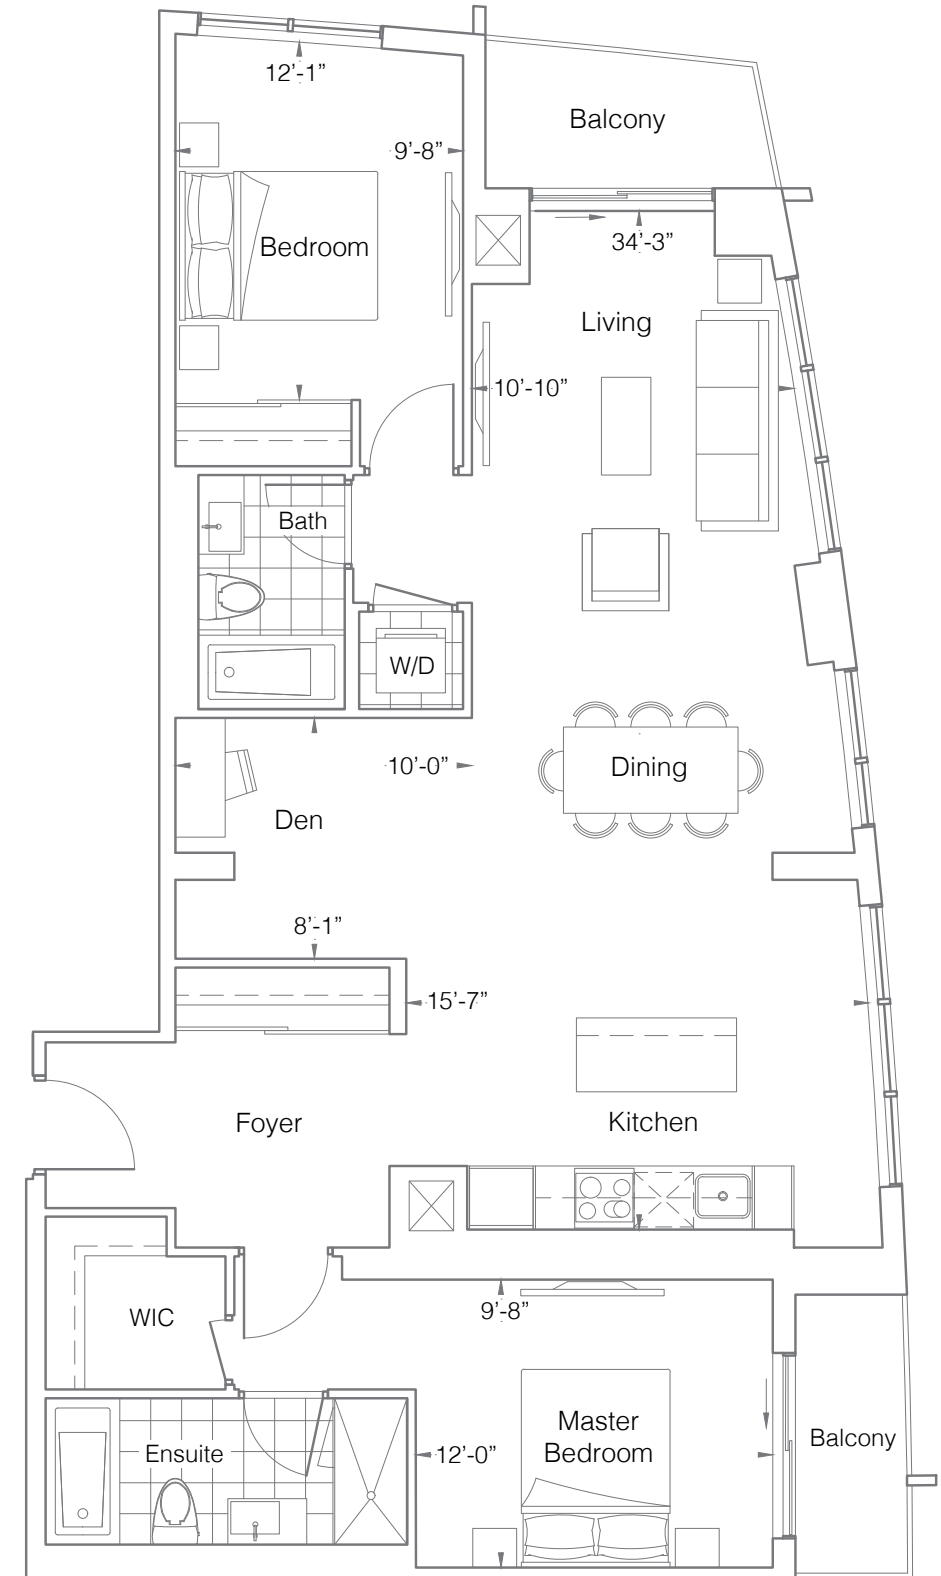 12’-1”
Balcony
9’-8”
Bedroom
34’-3”
Living
10’-10”
Bath
W/D
10’-0”
Dining
Den
8’-1”
15’-7”
Foyer
Kitchen
9’-8”
WIC
Master
Bedroom
Balcony
Ensuite
12’-0”